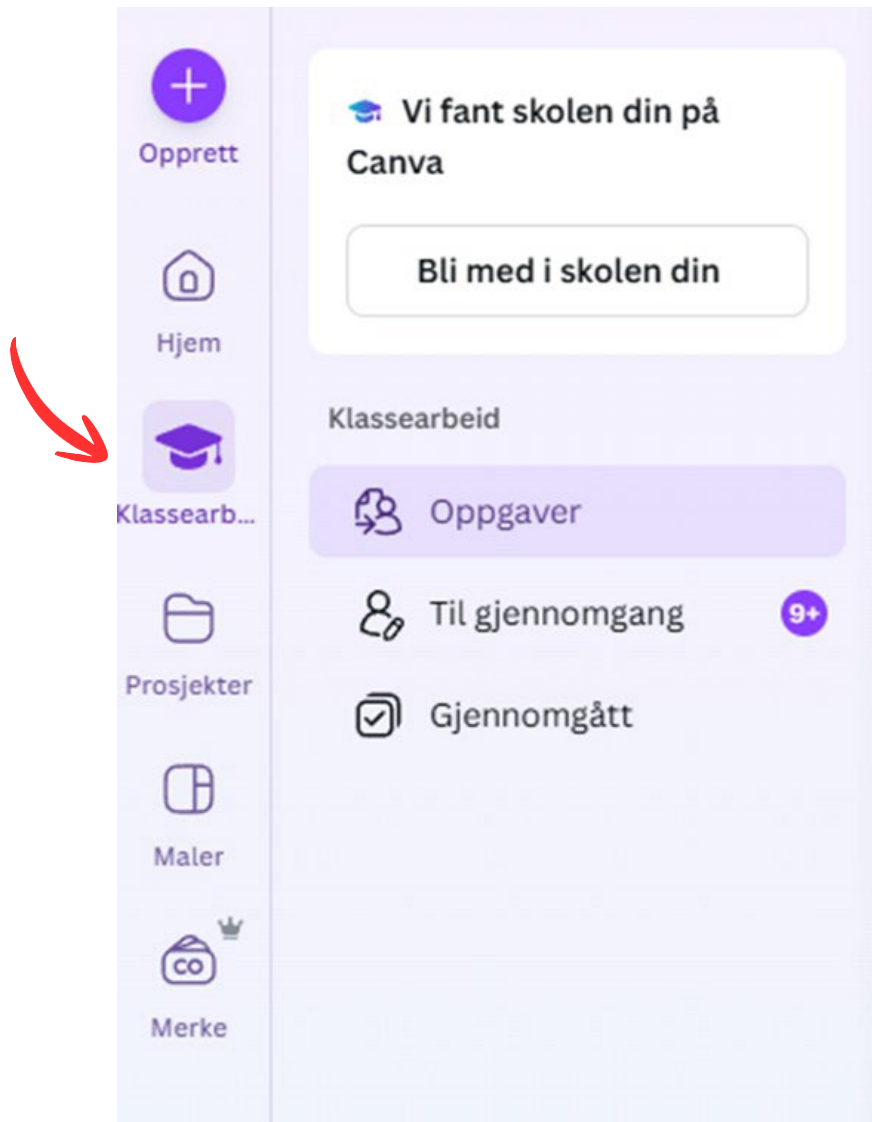 Opprett
Hjem
Klassearb...
Prosjekter
Maler
CO
Merke
Vi fant skolen din på
Canva
Bli med i skolen din
Klassearbeid
Oppgaver
Til gjennomgang 9+
Gjennomgått